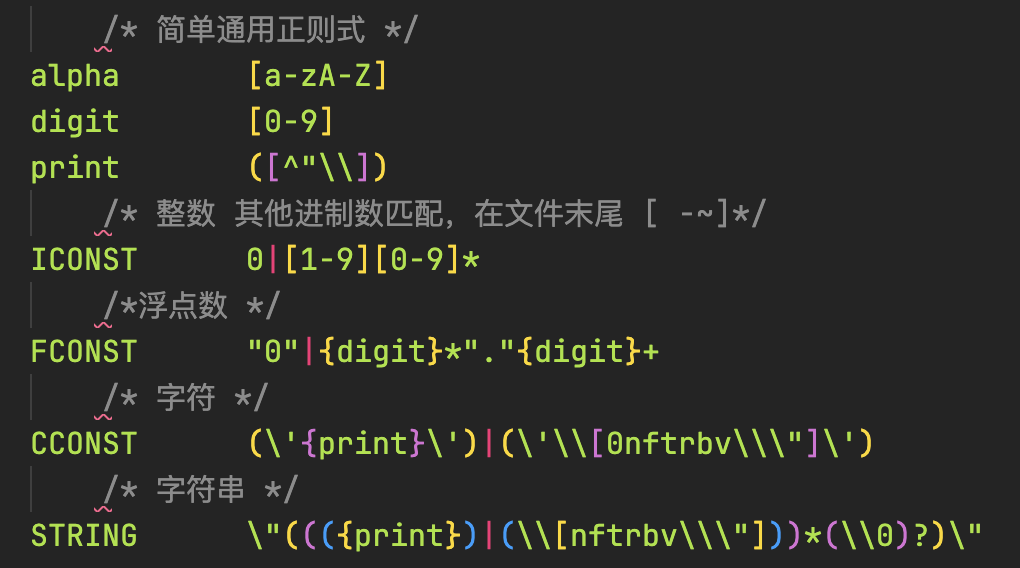 /* 简单通用正则式 */
alpha [a-zA-Z]
digit [0-9]
print ([^"\\])
/* 整数 其他进制数匹配，在文件末尾 [ -~]*/
ICONST 0|[1-9][0-9]*
/*浮点数 */
FCONST "0"|{digit}*"."{digit}+
/* 字符 */
CCONST (\'{print}\')|(\'\\[0nftrbv\\\"]\')
/* 字符串 */
STRING \"((({print})|(\\[nftrbv\\\"]))*(\\0)?)\"